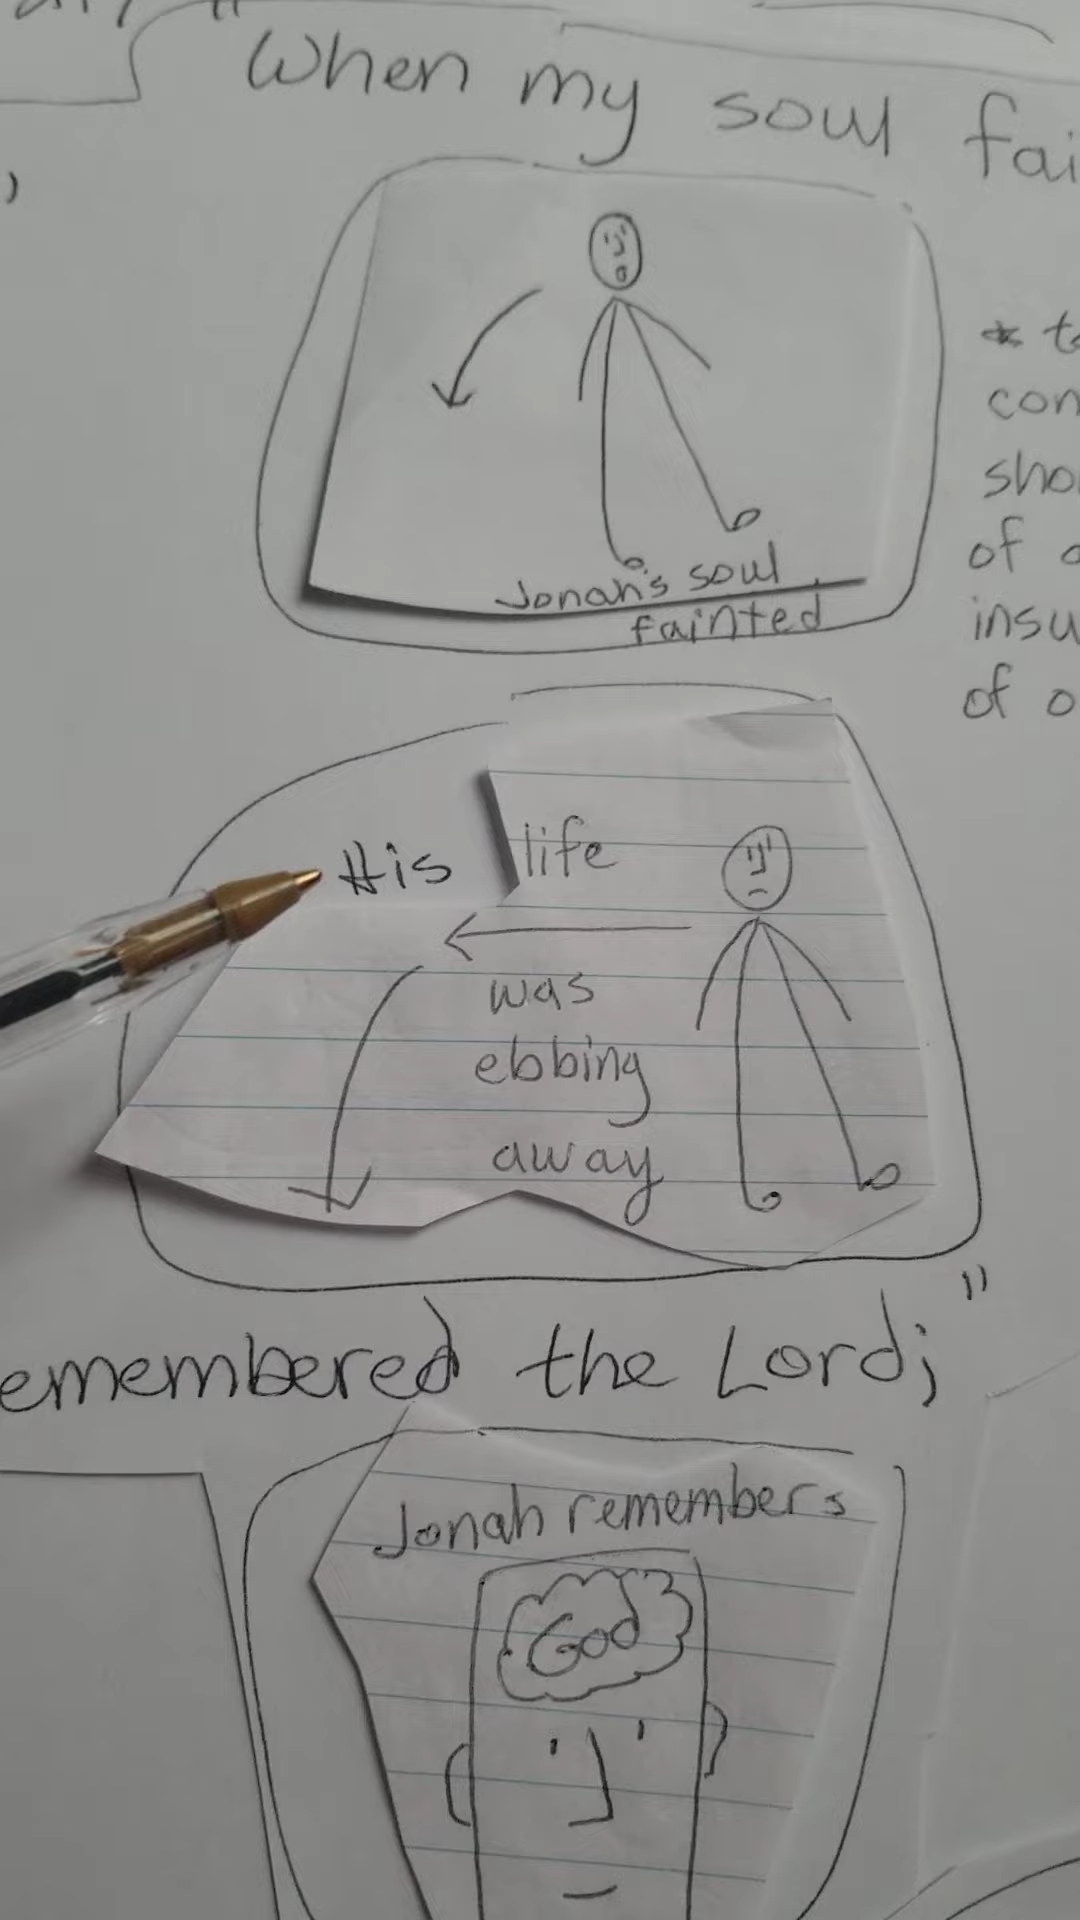 "When my soul fai
Jonah's soul
fainted
con
sho
of
insu
of o
His life
was
ebbing
away
emembered the Lord;"
Jonah remembers
God